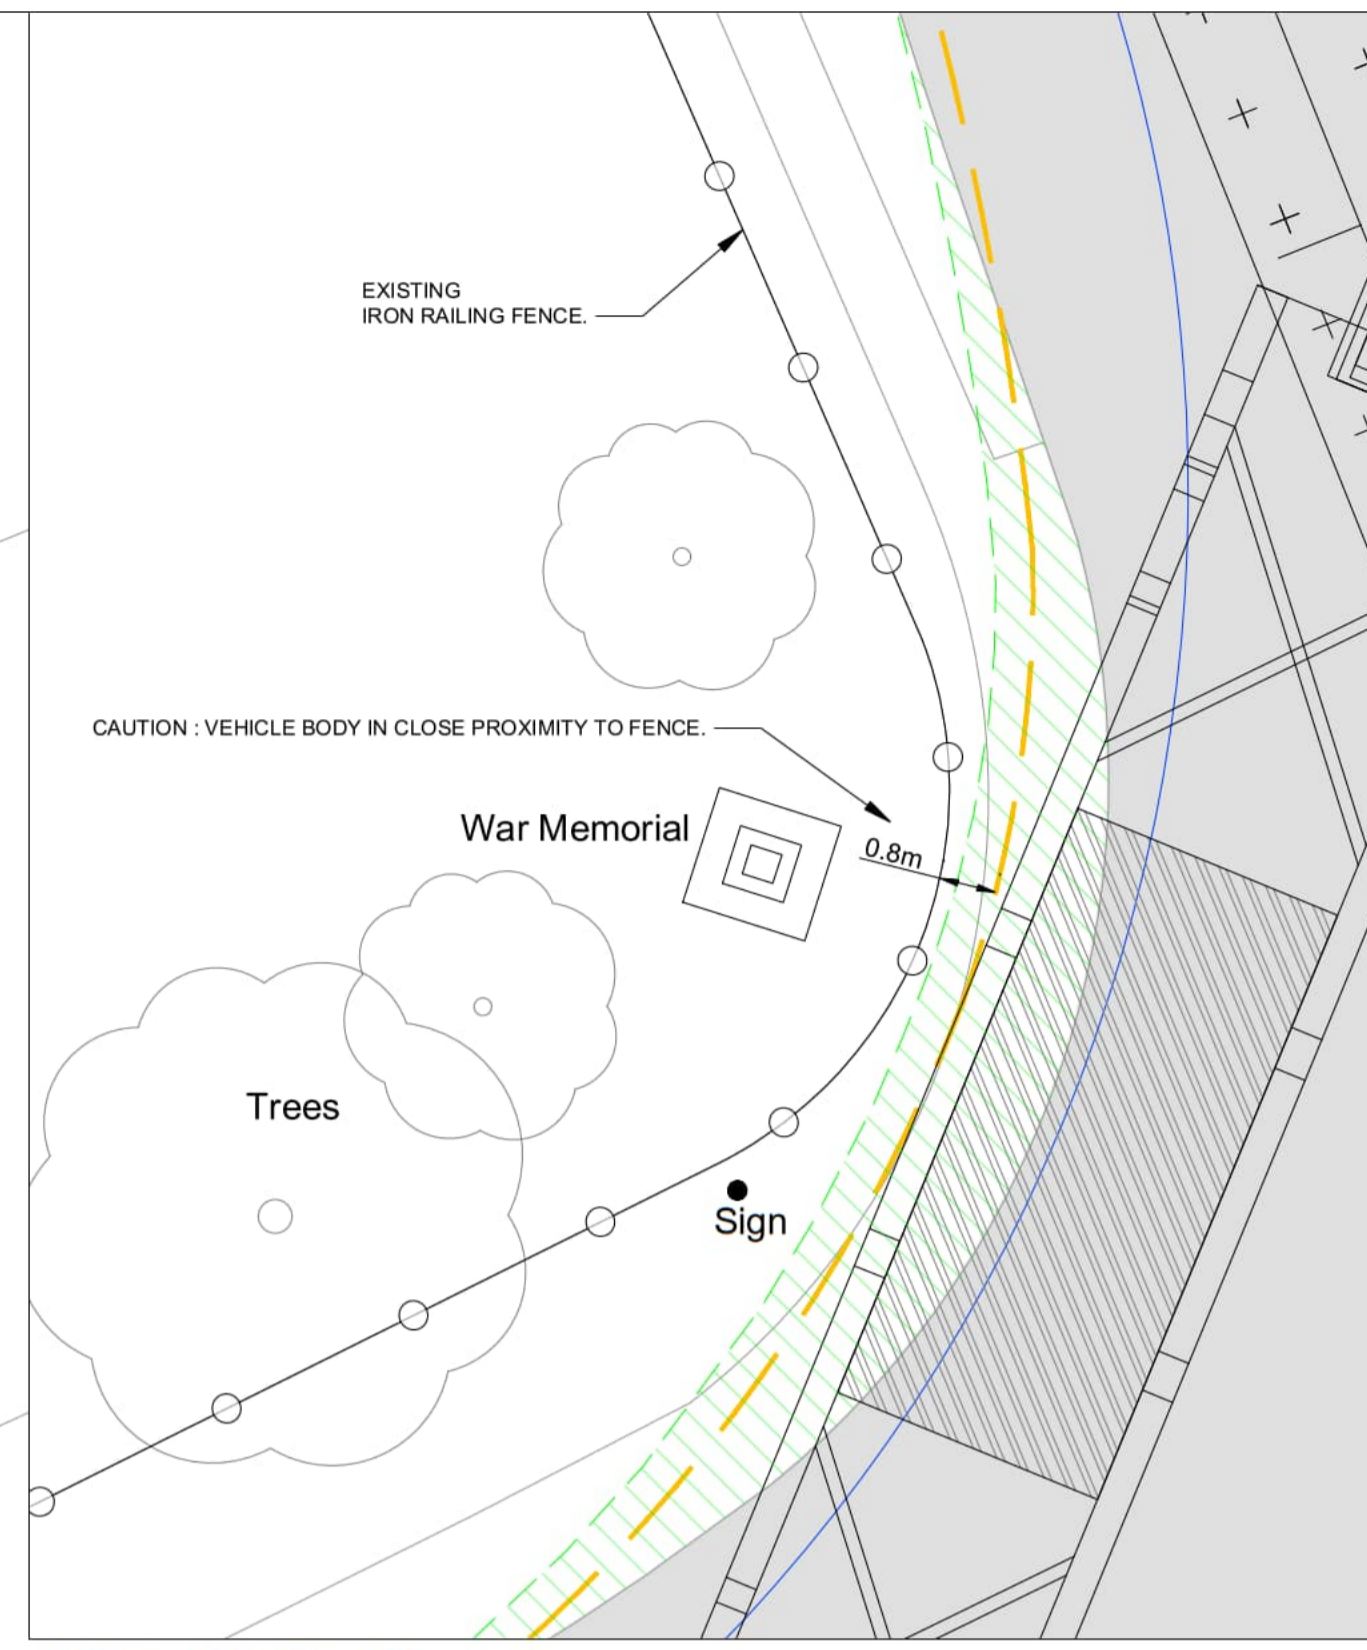 EXISTING
IRON RAILING FENCE.
CAUTION : VEHICLE BODY IN CLOSE PROXIMITY TO FENCE.
War Memorial
0.8m
Trees
Sign